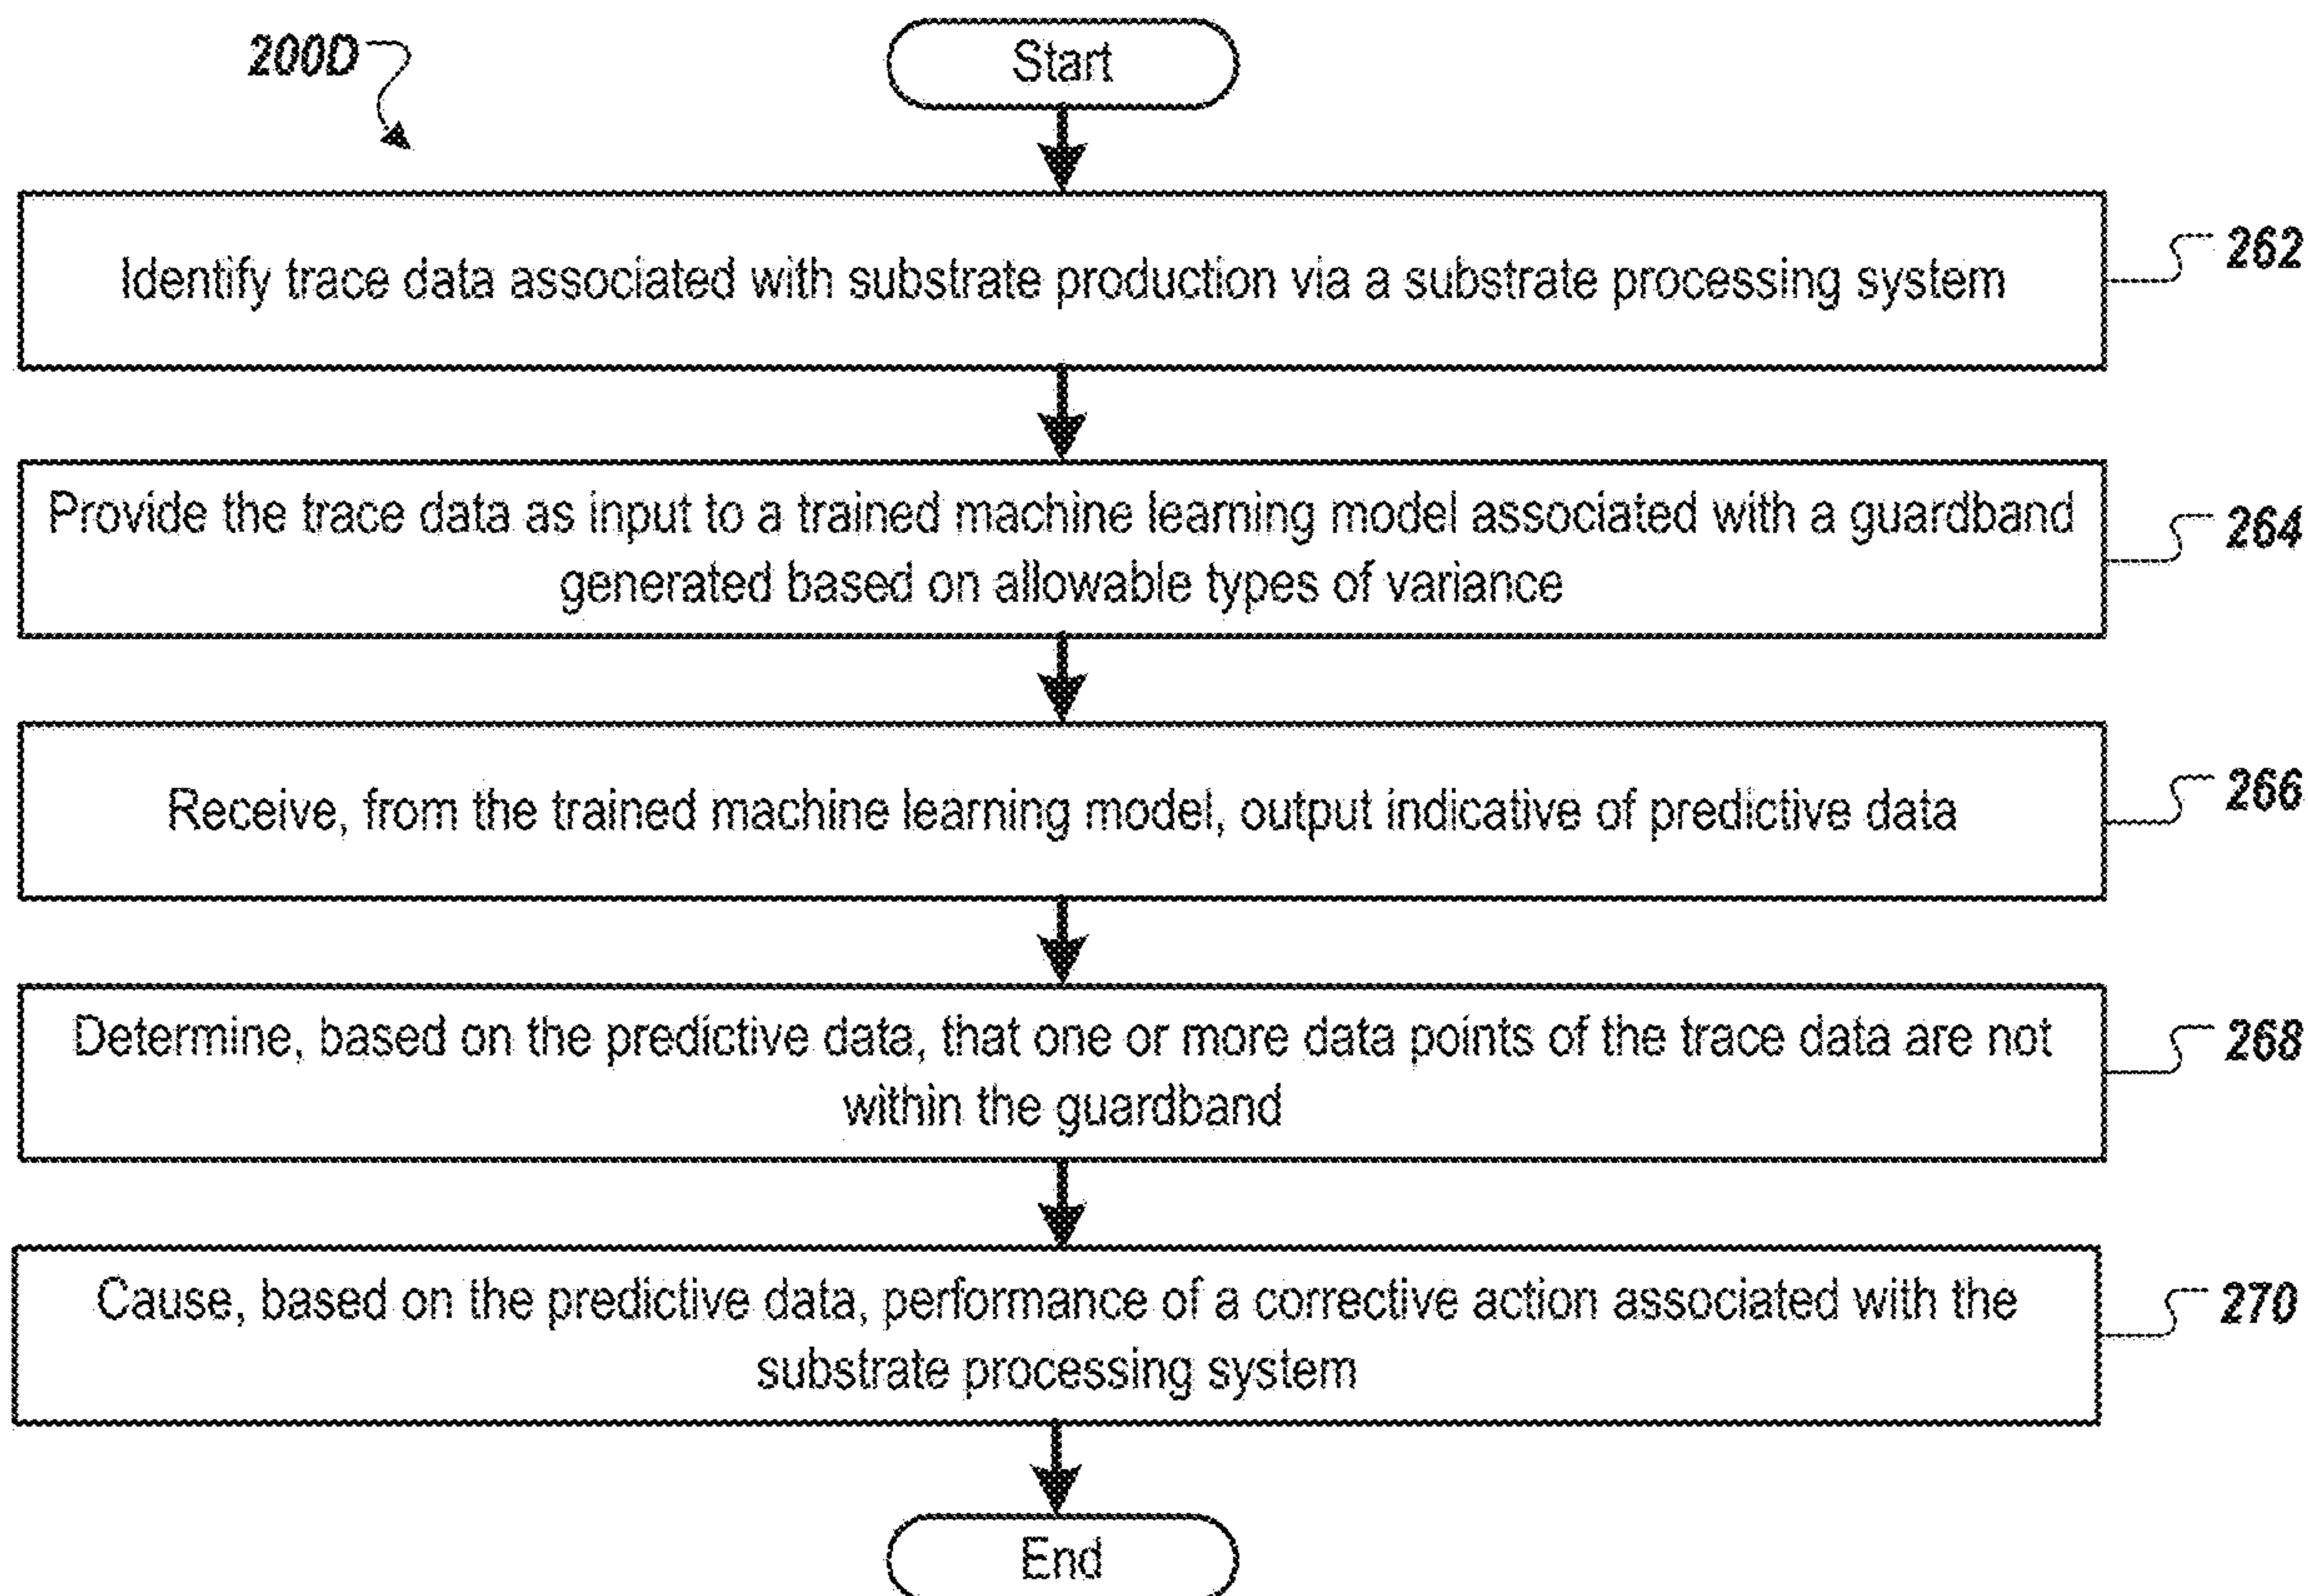 200D
Start
Identify trace data associated with substrate production via a substrate processing system
262
Provide the trace data as input to a trained machine learning model associated with a guardband
generated based on allowable types of variance
264
Receive, from the trained machine learning model, output indicative of predictive data
266
Determine, based on the predictive data, that one or more data points of the trace data are not
within the guardband
268
Cause, based on the predictive data, performance of a corrective action associated with the
substrate processing system
270
End